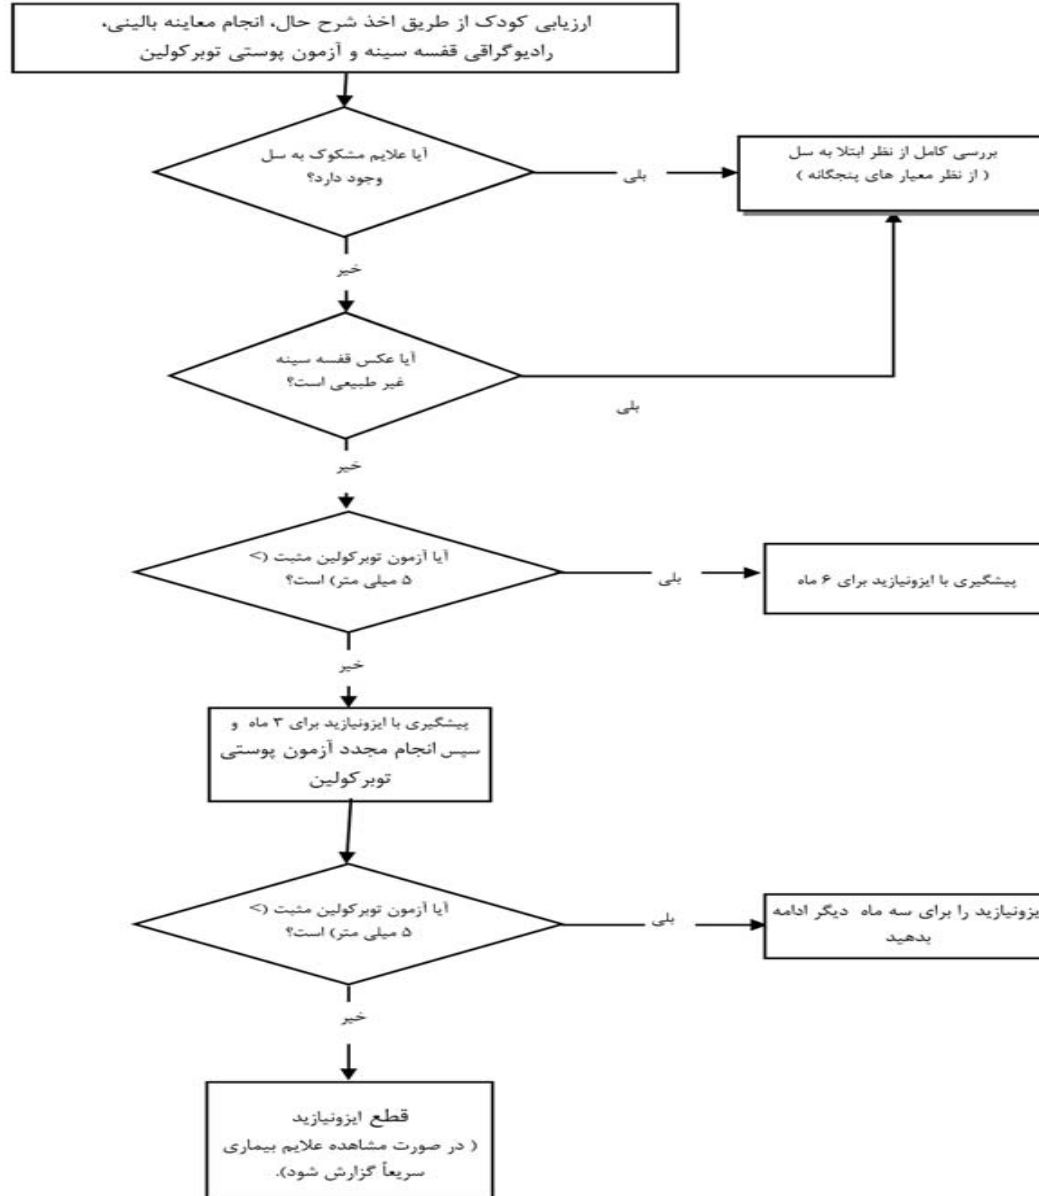 ارزیابی کودک از طریق اخذ شرح حال، انجام معاینه بالینی،
رادیوگراقی قفسه سینه و آزمون پوستی توبرکولین
آیا علایم مشکوک به سل
وجود دارد؟
بلی
بررسی کامل از نظر ابتلا به سل
( از نظر معیار های پنجگانه )
خیر
آیا عکس قفسه سینه
غیر طبیعی است؟
بلی
خیر
آیا آزمون توبرکولین مثبت (>
۵ میلی متر) است؟
بلی
پیشگیری با ایزونیازید برای ۶ ماه
خیر
پیشگیری با ایزونیازید برای ۳ ماه و
سپس انجام مجدد آزمون پوستی
توبرکولین
آیا آزمون توبرکولین مثبت (>
۵ میلی متر) است؟
بلی
یزونیازید را برای سه ماه دیگر ادامه
بدهید
خیر
قطع ایزونیازید
( در صورت مشاهده علایم بیماری
سریعاً گزارش شود).